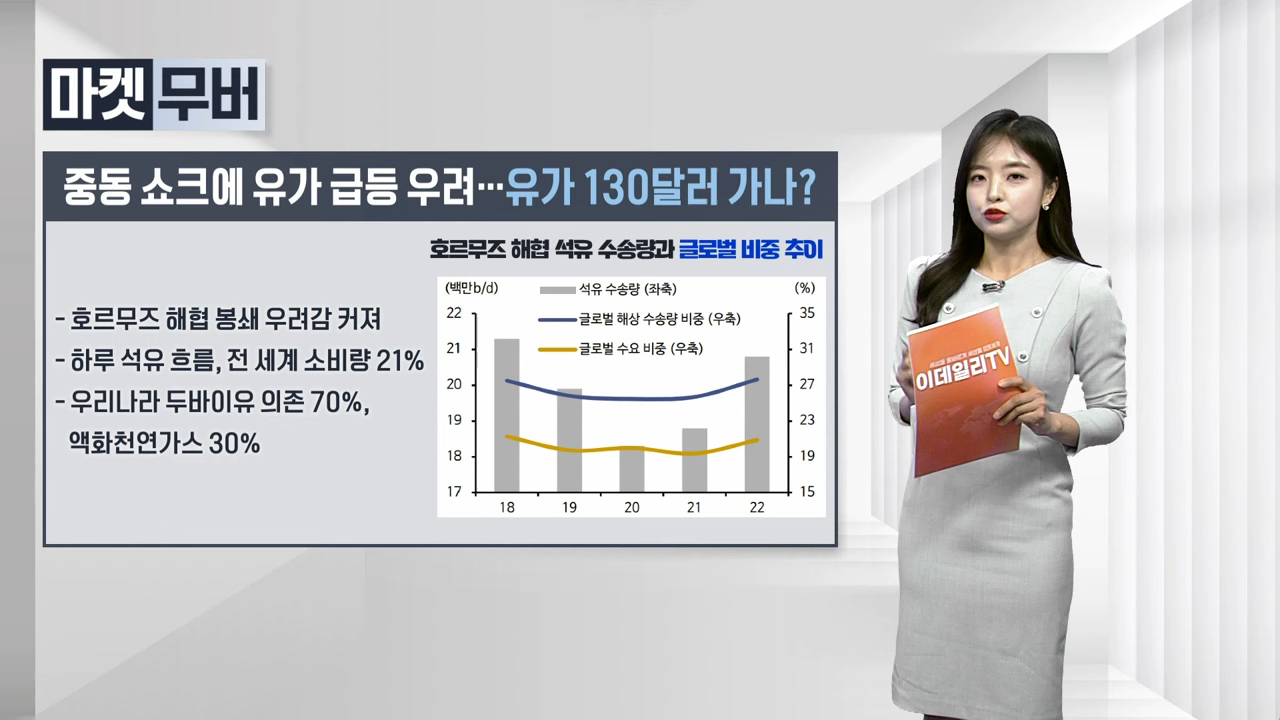 마켓무버
중동 쇼크에 유가 급등 우려…유가 130달러 가나?
호르무즈 해협 석유 수송량과 글로벌 비중 추이
- 호르무즈 해협 봉쇄 우려감 커져
- 하루 석유 흐름, 전 세계 소비량 21%
- 우리나라 두바이유 의존 70%,
액화천연가스 30%
(백만b/d)
석유 수송량 (좌축)
(%)
글로벌 해상 수송량 비중 (우축)
글로벌 수요 비중 (우축)
22
21
20
19
18
17
35
31
27
23
19
15
18 19 20 21 22
이데일리TV